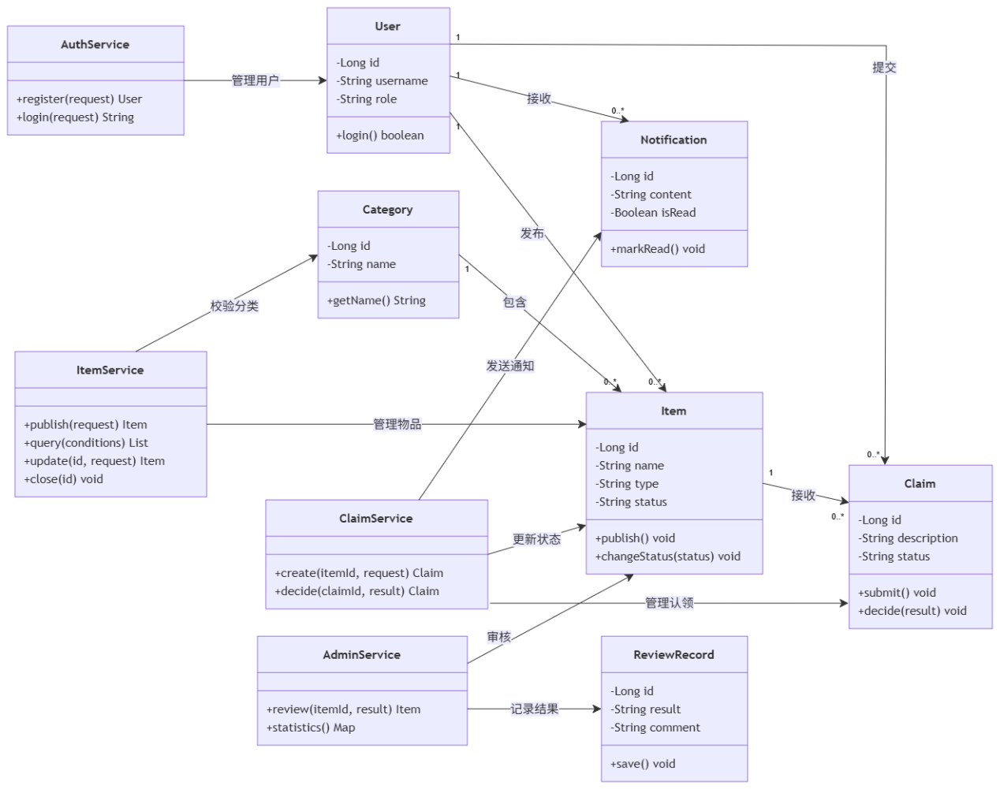 AuthService
+register(request) User
+login(request) String
管理用户
User
-Long id
-String username
-String role
+login() boolean
1
提交
0..*
1
接收
0..*
1
发布
0..*
Notification
-Long id
-String content
-Boolean isRead
+markRead() void
Category
-Long id
-String name
+getName() String
1
包含
0..*
校验分类
ItemService
+publish(request) Item
+query(conditions) List
+update(id, request) Item
+close(id) void
管理物品
发送通知
Item
-Long id
-String name
-String type
-String status
+publish() void
+changeStatus(status) void
1
接收
0..*
Claim
-Long id
-String description
-String status
+submit() void
+decide(result) void
ClaimService
+create(itemId, request) Claim
+decide(claimId, result) Claim
更新状态
管理认领
审核
AdminService
+review(itemId, result) Item
+statistics() Map
记录结果
ReviewRecord
-Long id
-String result
-String comment
+save() void